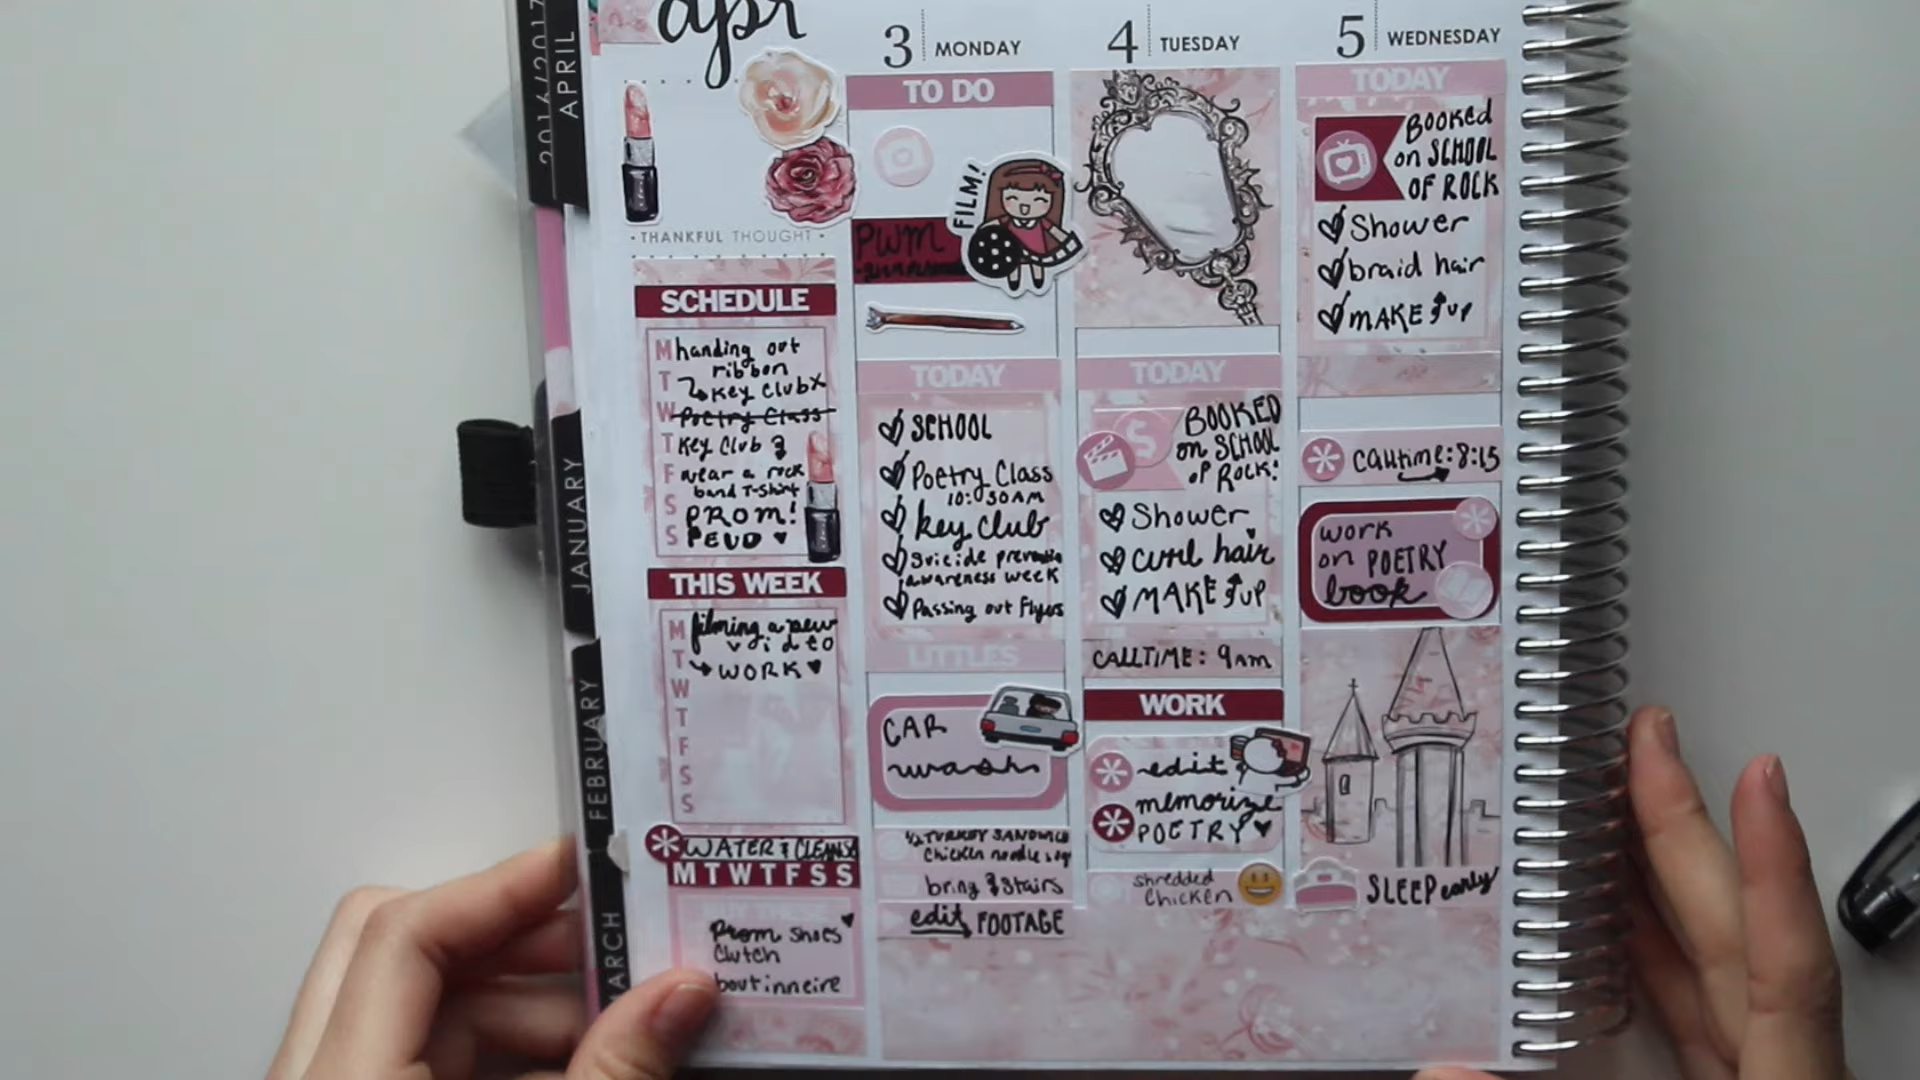 apr
2016/2017
APRIL
JANUARY
FEBRUARY
MARCH
THANKFUL THOUGHT
SCHEDULE
M T W T F S S
handing out
ribbon
Key Club
Poetry Class
Key Club &
wear a rock
band T-Shirt
PROM!
THIS WEEK
M T W T F S S
filming a new
video
WORK
WATER & CLEANSE
M T W T F S S
Prom shoes
Clutch
boutinneire
3 MONDAY
TO DO
FILM!
PWM
TODAY
SCHOOL
Poetry Class
10:30AM
Key Club
Suicide prevention
awareness week
Passing out Flyers
LITTLES
CAR
wash
1/2 TURKEY SANDWICH
Chicken noodle soup
bring & Stairs
edit FOOTAGE
4 TUESDAY
TODAY
$
BOOKED
on SCHOOL
of Rock!
Shower
curl hair
MAKE up
CALLTIME: 9am
WORK
edit
memorize
POETRY
shredded
Chicken
5 WEDNESDAY
TODAY
BOOKED
on SCHOOL
OF ROCK
Shower
braid hair
MAKE up
Calltime: 8:15
work
on POETRY
book
SLEEP early